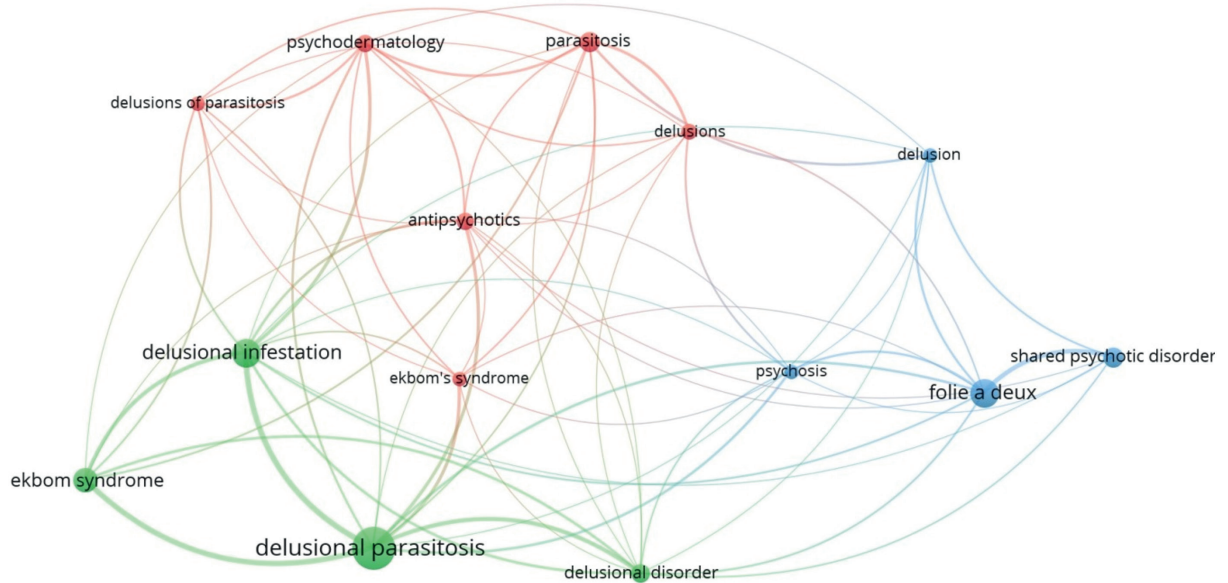 psychodermatology
parasitosis
delusions of parasitosis
delusions
delusion
antipsychotics
delusional infestation
ekbom's syndrome
psychosis
shared psychotic disorder
folie a deux
ekbom syndrome
delusional parasitosis
delusional disorder